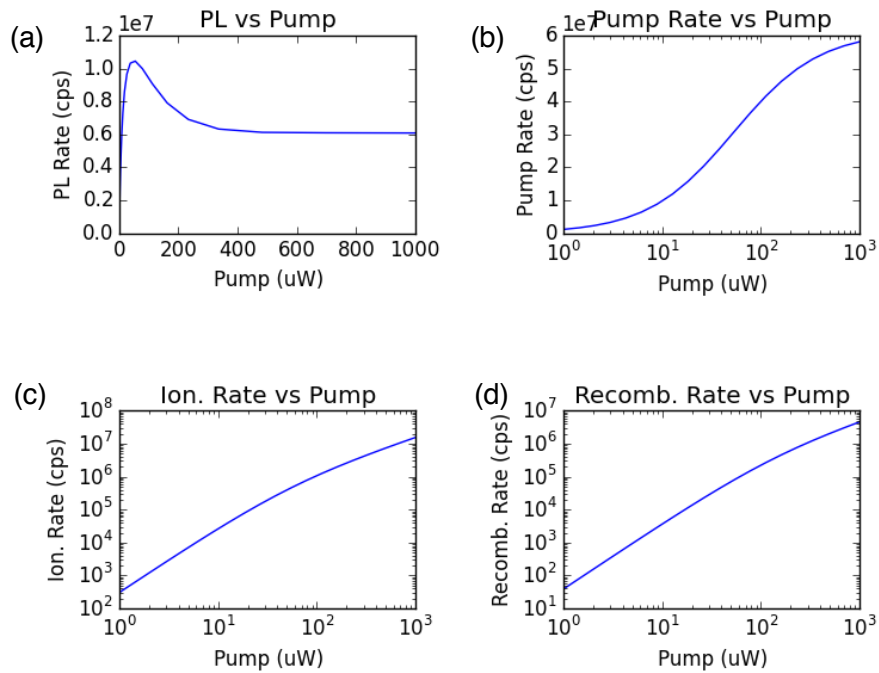 (a)
PL vs Pump
1e7
1.2
1.0
0.8
0.6
0.4
0.2
0.0
PL Rate (cps)
0 200 400 600 800 1000
Pump (uW)
(b)
Pump Rate vs Pump
1e7
6
5
4
3
2
1
0
Pump Rate (cps)
10^0 10^1 10^2 10^3
Pump (uW)
(c)
Ion. Rate vs Pump
10^8
10^7
10^6
10^5
10^4
10^3
10^2
Ion. Rate (cps)
10^0 10^1 10^2 10^3
Pump (uW)
(d)
Recomb. Rate vs Pump
10^7
10^6
10^5
10^4
10^3
10^2
10^1
Recomb. Rate (cps)
10^0 10^1 10^2 10^3
Pump (uW)